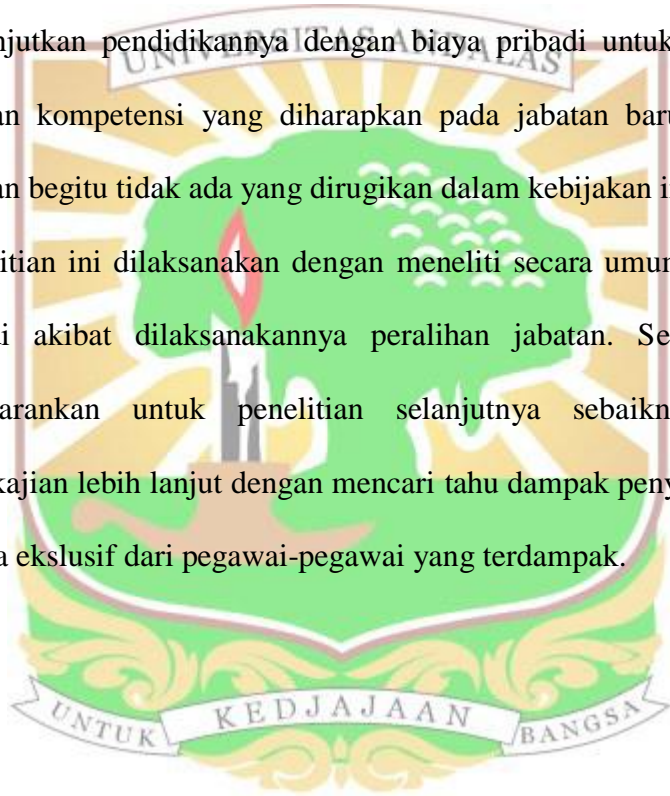 UNIVERSITAS ANDALAS
njutkan pendidikannya dengan biaya pribadi untuk
an kompetensi yang diharapkan pada jabatan baru
an begitu tidak ada yang dirugikan dalam kebijakan i
itian ini dilaksanakan dengan meneliti secara umum
di akibat dilaksanakannya peralihan jabatan. Se
arankan untuk penelitian selanjutnya sebaikn
kajian lebih lanjut dengan mencari tahu dampak peny
a ekslusif dari pegawai-pegawai yang terdampak.
UNTUK KEDJAJAAN BANGSA